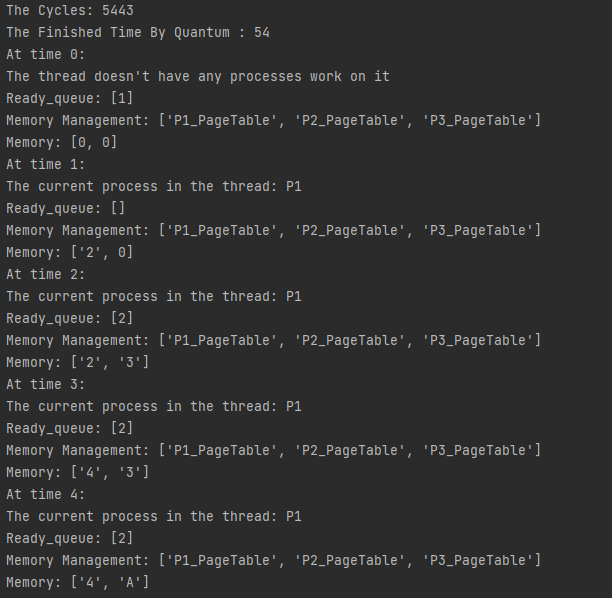 The Cycles: 5443
The Finished Time By Quantum : 54
At time 0:
The thread doesn't have any processes work on it
Ready_queue: [1]
Memory Management: ['P1_PageTable', 'P2_PageTable', 'P3_PageTable']
Memory: [0, 0]
At time 1:
The current process in the thread: P1
Ready_queue: []
Memory Management: ['P1_PageTable', 'P2_PageTable', 'P3_PageTable']
Memory: ['2', 0]
At time 2:
The current process in the thread: P1
Ready_queue: [2]
Memory Management: ['P1_PageTable', 'P2_PageTable', 'P3_PageTable']
Memory: ['2', '3']
At time 3:
The current process in the thread: P1
Ready_queue: [2]
Memory Management: ['P1_PageTable', 'P2_PageTable', 'P3_PageTable']
Memory: ['4', '3']
At time 4:
The current process in the thread: P1
Ready_queue: [2]
Memory Management: ['P1_PageTable', 'P2_PageTable', 'P3_PageTable']
Memory: ['4', 'A']